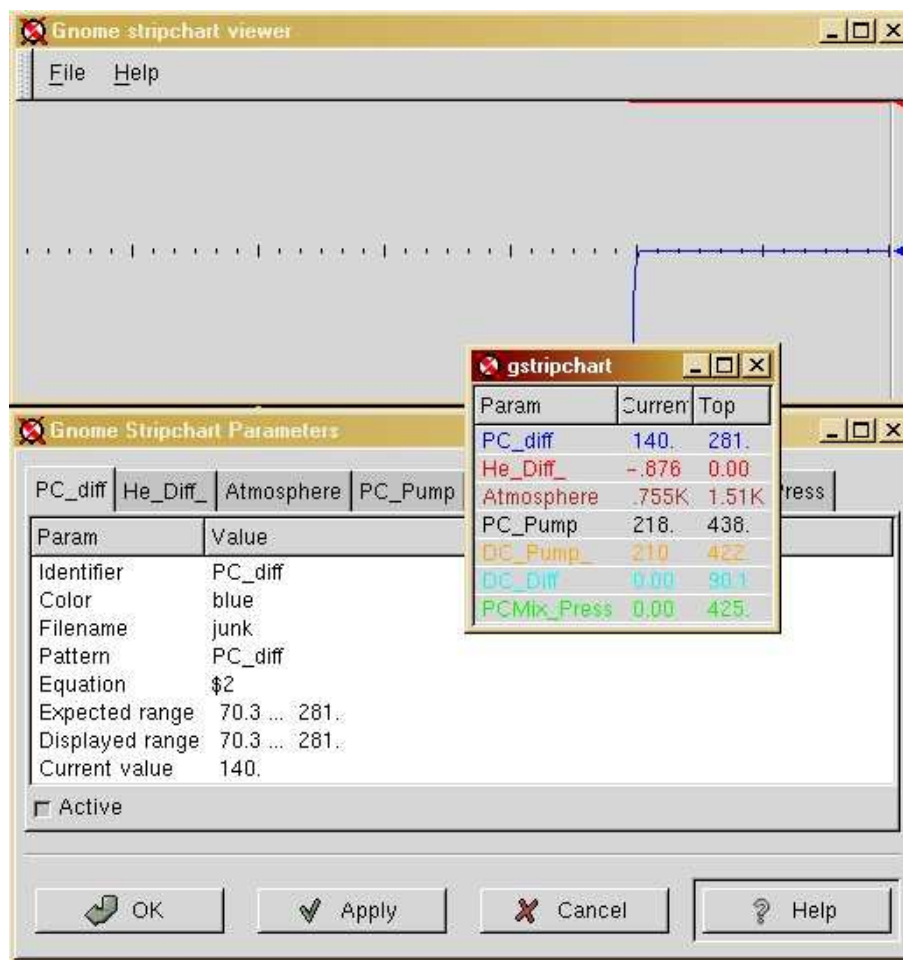 Gnome stripchart viewer
File Help
gstripchart
Param Curren Top
PC_diff 140. 281.
He_Diff_ -.876 0.00
Atmosphere .755K 1.51K
PC_Pump 218. 438.
DC_Pump_ 210 422.
DC_Diff 0.00 90.1
PCMix_Press 0.00 425.
Gnome Stripchart Parameters
PC_diff He_Diff_ Atmosphere PC_Pump ress
Param Value
Identifier PC_diff
Color blue
Filename junk
Pattern PC_diff
Equation $2
Expected range 70.3 ... 281.
Displayed range 70.3 ... 281.
Current value 140.
Active
OK Apply Cancel Help